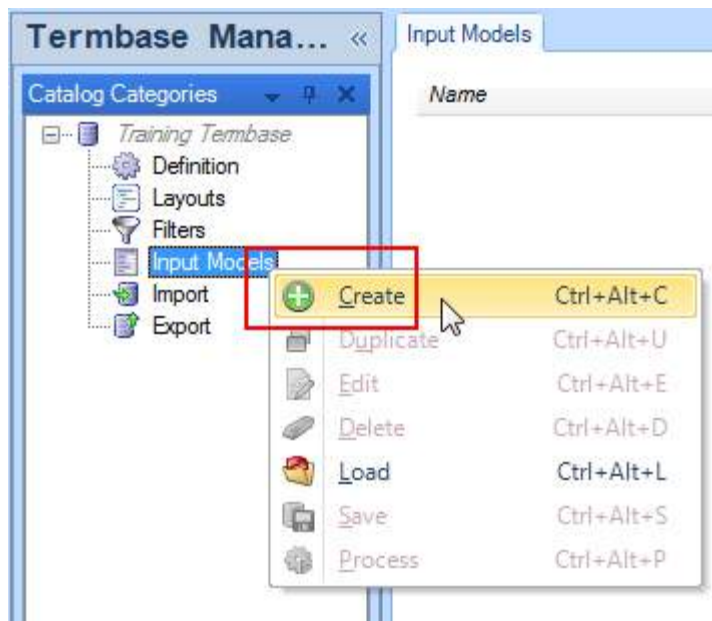 Termbase Mana...
Input Models
Catalog Categories
Name
Training Termbase
Definition
Layouts
Filters
Input Models
Import
Export
Create Ctrl+Alt+C
Duplicate Ctrl+Alt+U
Edit Ctrl+Alt+E
Delete Ctrl+Alt+D
Load Ctrl+Alt+L
Save Ctrl+Alt+S
Process Ctrl+Alt+P